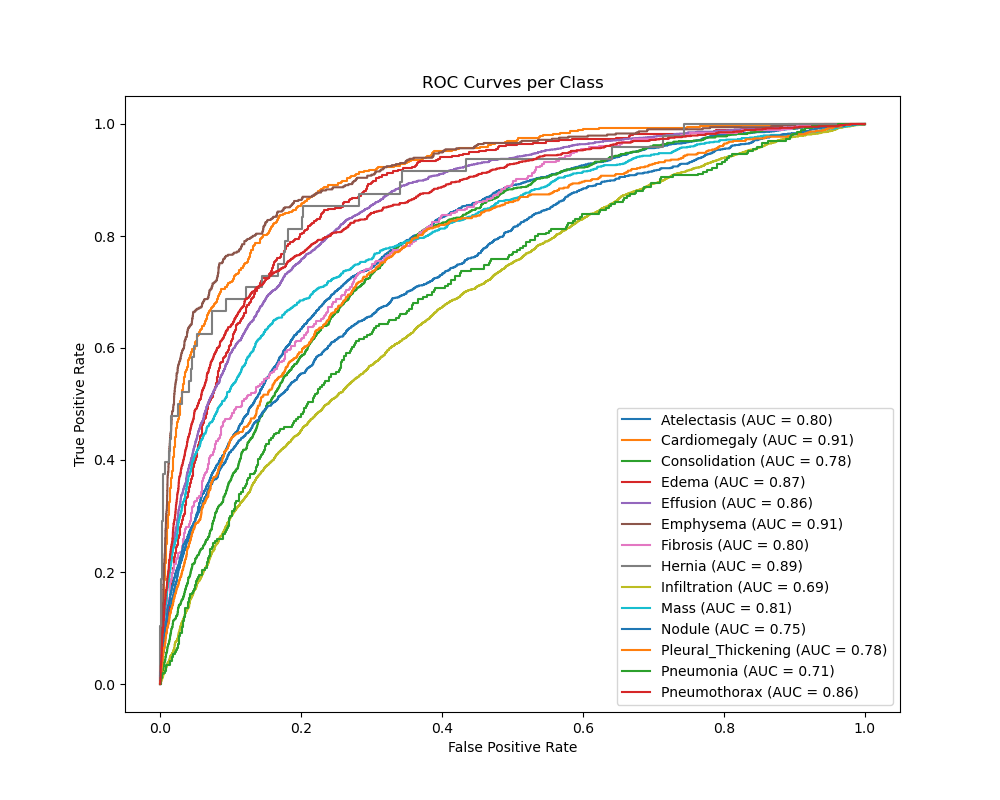 ROC Curves per Class
1.0
0.8
0.6
0.4
0.2
0.0
True Positive Rate
Atelectasis (AUC = 0.80)
Cardiomegaly (AUC = 0.91)
Consolidation (AUC = 0.78)
Edema (AUC = 0.87)
Effusion (AUC = 0.86)
Emphysema (AUC = 0.91)
Fibrosis (AUC = 0.80)
Hernia (AUC = 0.89)
Infiltration (AUC = 0.69)
Mass (AUC = 0.81)
Nodule (AUC = 0.75)
Pleural_Thickening (AUC = 0.78)
Pneumonia (AUC = 0.71)
Pneumothorax (AUC = 0.86)
0.0 0.2 0.4 0.6 0.8 1.0
False Positive Rate